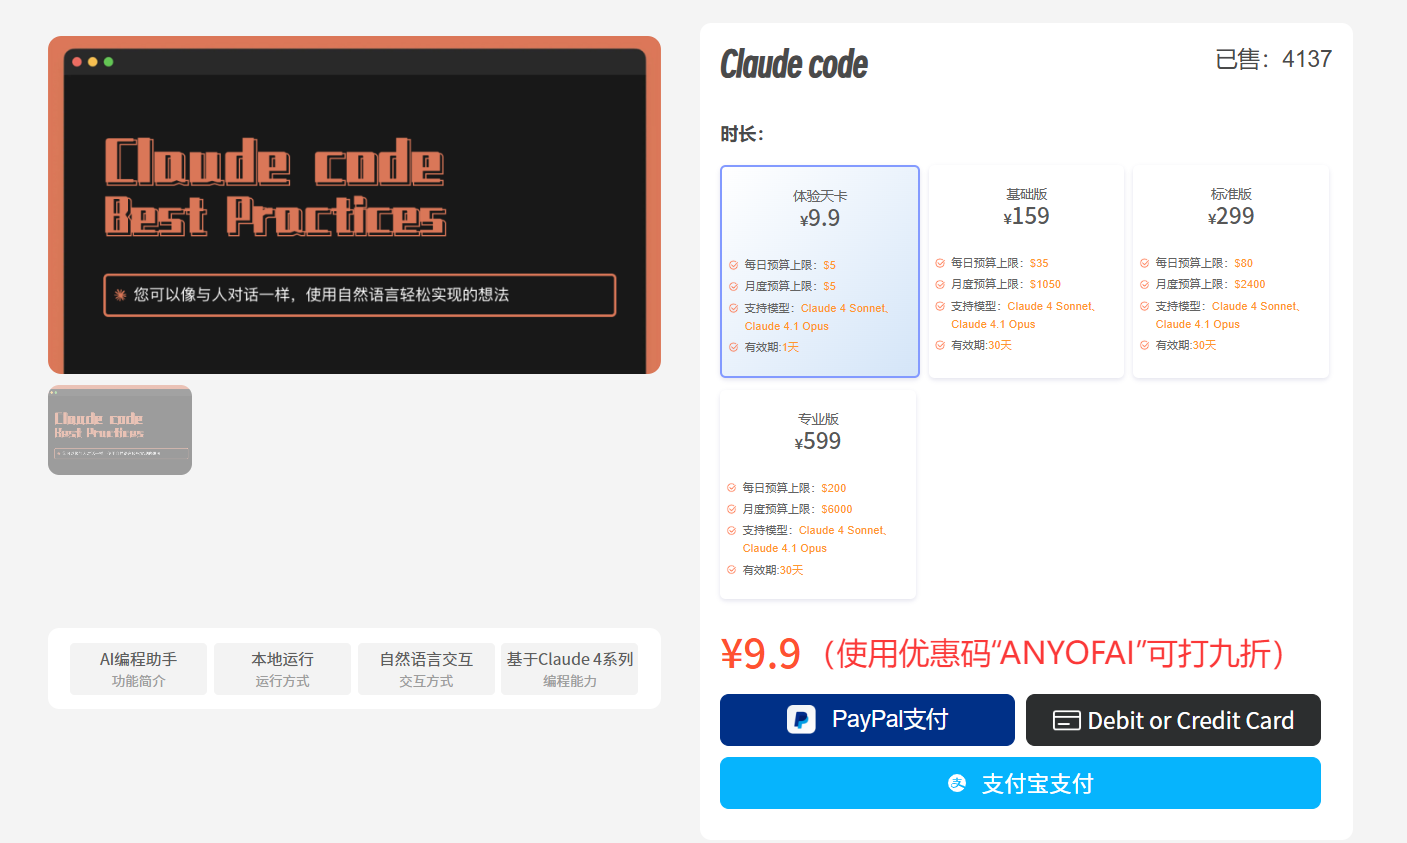 Claude code
Best Practices
您可以像与人对话一样，使用自然语言轻松实现的想法
Claude code
Best Practices
AI编程助手
功能简介
本地运行
运行方式
自然语言交互
交互方式
基于Claude 4系列
编程能力
Claude code
已售：4137
时长：
体验天卡
¥9.9
每日预算上限：$5
月度预算上限：$5
支持模型：Claude 4 Sonnet、
Claude 4.1 Opus
有效期:1天
基础版
¥159
每日预算上限：$35
月度预算上限：$1050
支持模型：Claude 4 Sonnet、
Claude 4.1 Opus
有效期:30天
标准版
¥299
每日预算上限：$80
月度预算上限：$2400
支持模型：Claude 4 Sonnet、
Claude 4.1 Opus
有效期:30天
专业版
¥599
每日预算上限：$200
月度预算上限：$6000
支持模型：Claude 4 Sonnet、
Claude 4.1 Opus
有效期:30天
¥9.9（使用优惠码“ANYOFAI”可打九折）
PayPal支付
Debit or Credit Card
支付宝支付